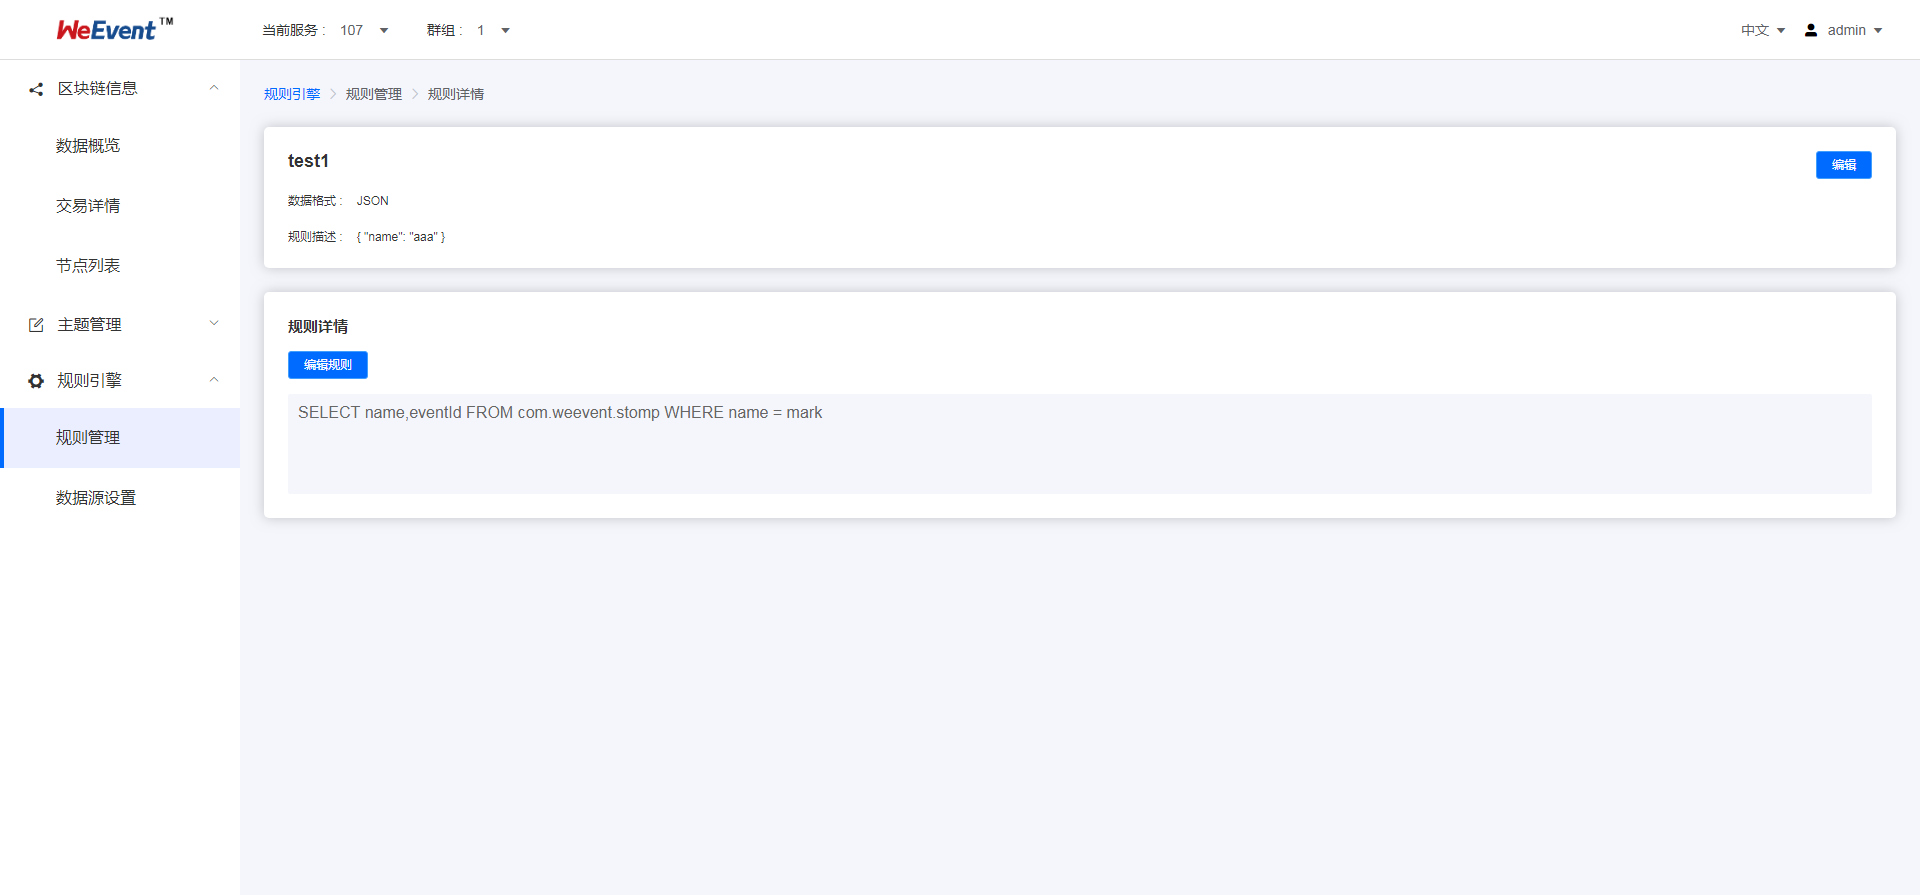 WeEvent™
当前服务： 107
群组： 1
中文
admin
区块链信息
数据概览
交易详情
节点列表
主题管理
规则引擎
规则管理
数据源设置
规则引擎 > 规则管理 > 规则详情
test1
编辑
数据格式： JSON
规则描述： { "name": "aaa" }
规则详情
编辑规则
SELECT name,eventId FROM com.weevent.stomp WHERE name = mark